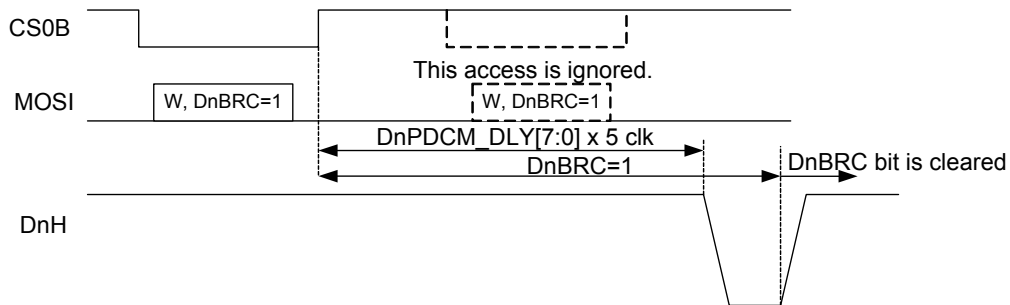 CS0B
This access is ignored.
MOSI
W, DnBRC=1
W, DnBRC=1
DnPDCM_DLY[7:0] x 5 clk
DnBRC=1
DnBRC bit is cleared
DnH